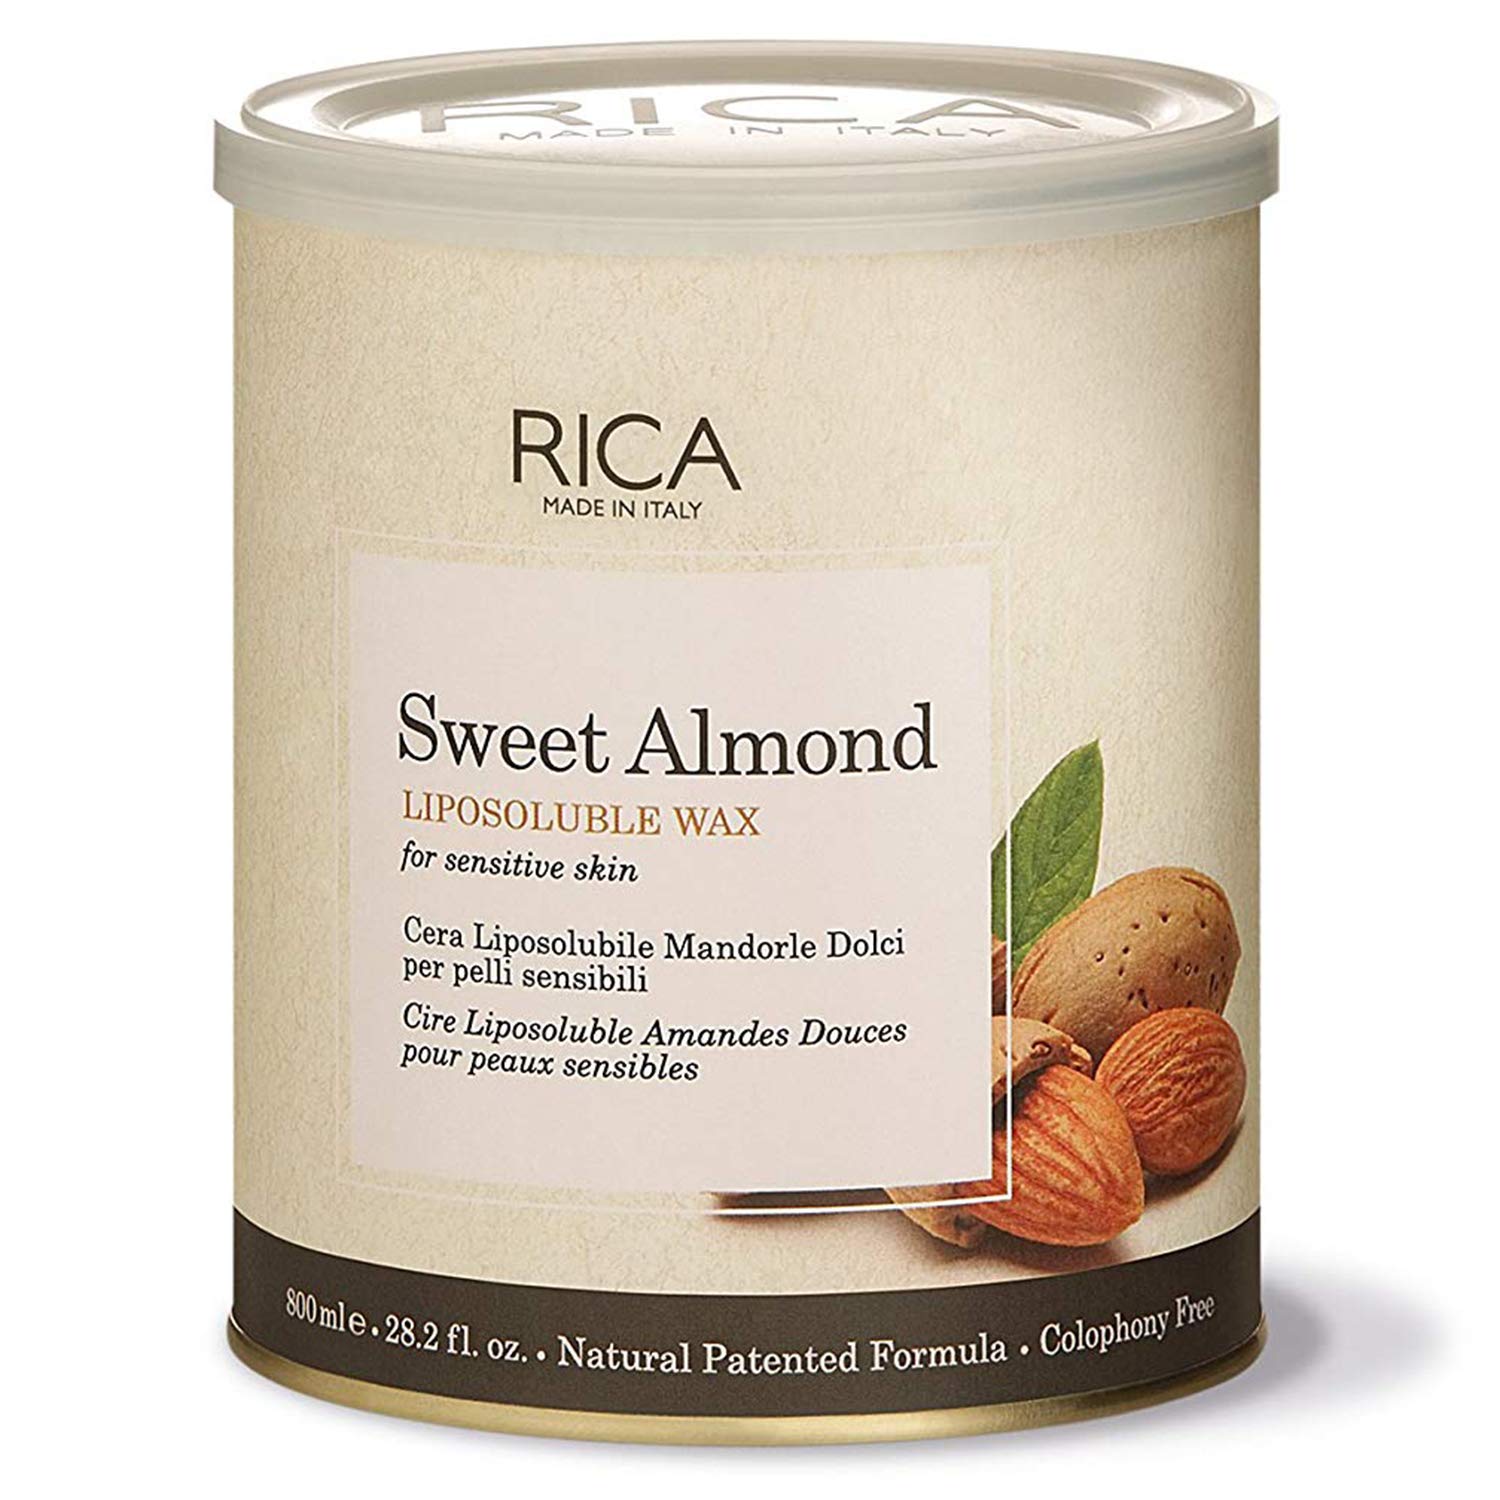 RICA
MADE IN ITALY
RICA
MADE IN ITALY
Sweet Almond
LIPOSOLUBLE WAX
for sensitive skin
Cera Liposolubile Mandorle Dolci
per pelli sensibili
Cire Liposoluble Amandes Douces
pour peaux sensibles
800 ml e • 28.2 fl. oz. • Natural Patented Formula • Colophony Free